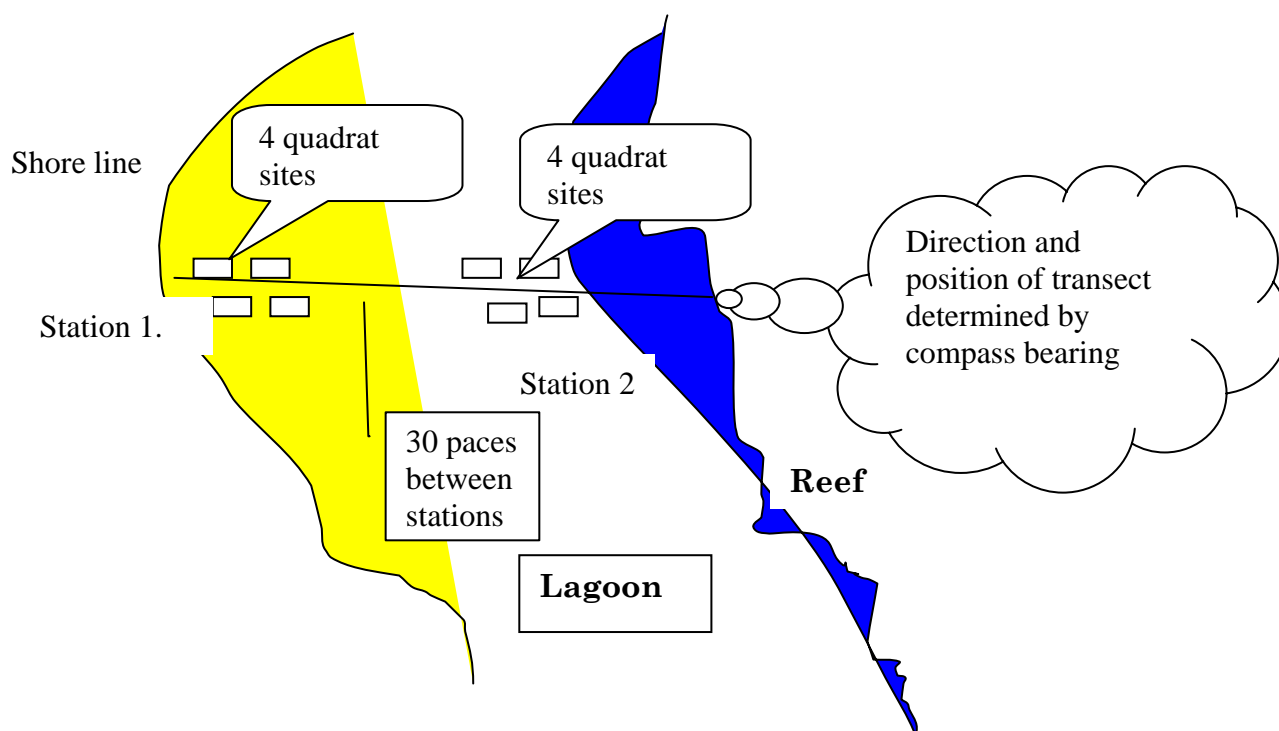 Shore line
4 quadrat
sites
4 quadrat
sites
Direction and
position of transect
determined by
compass bearing
Station 1.
Station 2
30 paces
between
stations
Reef
Lagoon